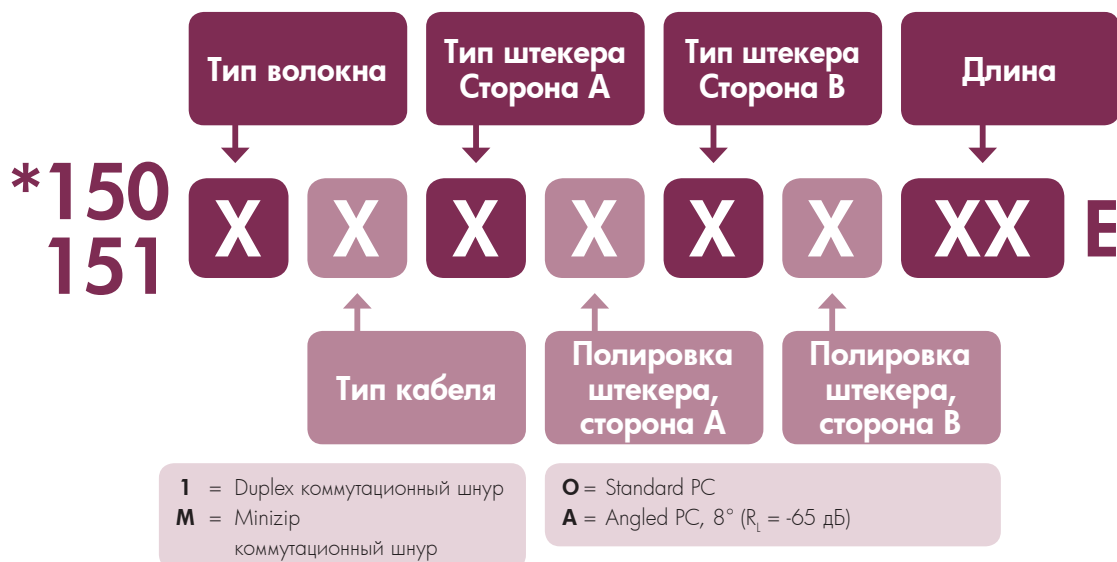 Тип волокна
Тип штекера
Сторона А
Тип штекера
Сторона В
Длина
*150
151
X X X X X X XX E
Тип кабеля
Полировка
штекера,
сторона А
Полировка
штекера,
сторона В
1 = Duplex коммутационный шнур
M = Minizip
коммутационный шнур
O = Standard PC
A = Angled PC, 8° (RL = -65 дБ)